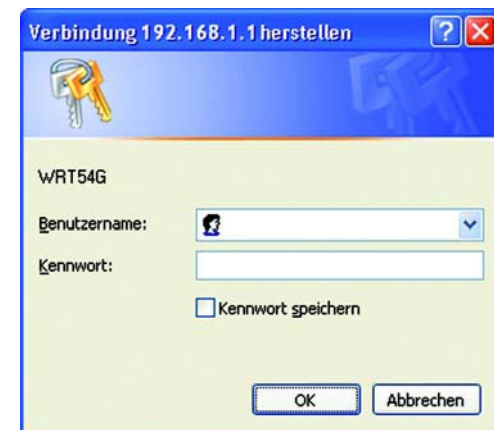 Verbindung 192.168.1.1 herstellen
?
WRT54G
Benutzername:
Kennwort:
Kennwort speichern
OK Abbrechen